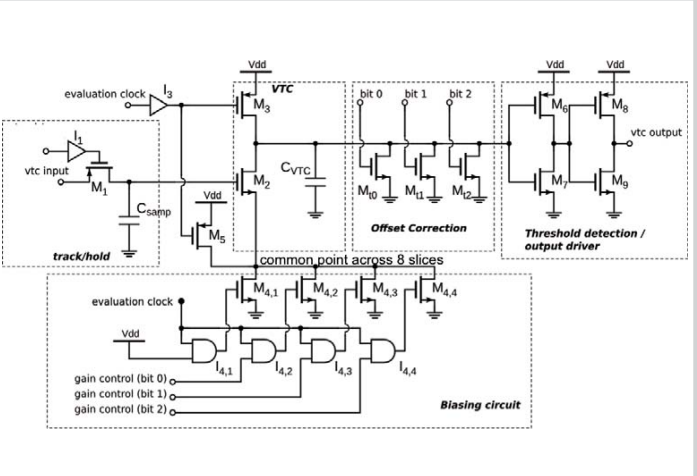 Vdd
Vdd
Vdd
evaluation clock
I3
VTC
bit 0
bit 1
bit 2
M3
M6
M8
I1
vtc output
vtc input
M1
M2
CVTC
Mt0
Mt1
Mt2
M7
M9
Vdd
Csamp
M5
Offset Correction
Threshold detection /
output driver
track/hold
common point across 8 slices
M4,1
M4,2
M4,3
M4,4
evaluation clock
Vdd
I4,1
I4,2
I4,3
I4,4
gain control (bit 0)
gain control (bit 1)
gain control (bit 2)
Biasing circuit